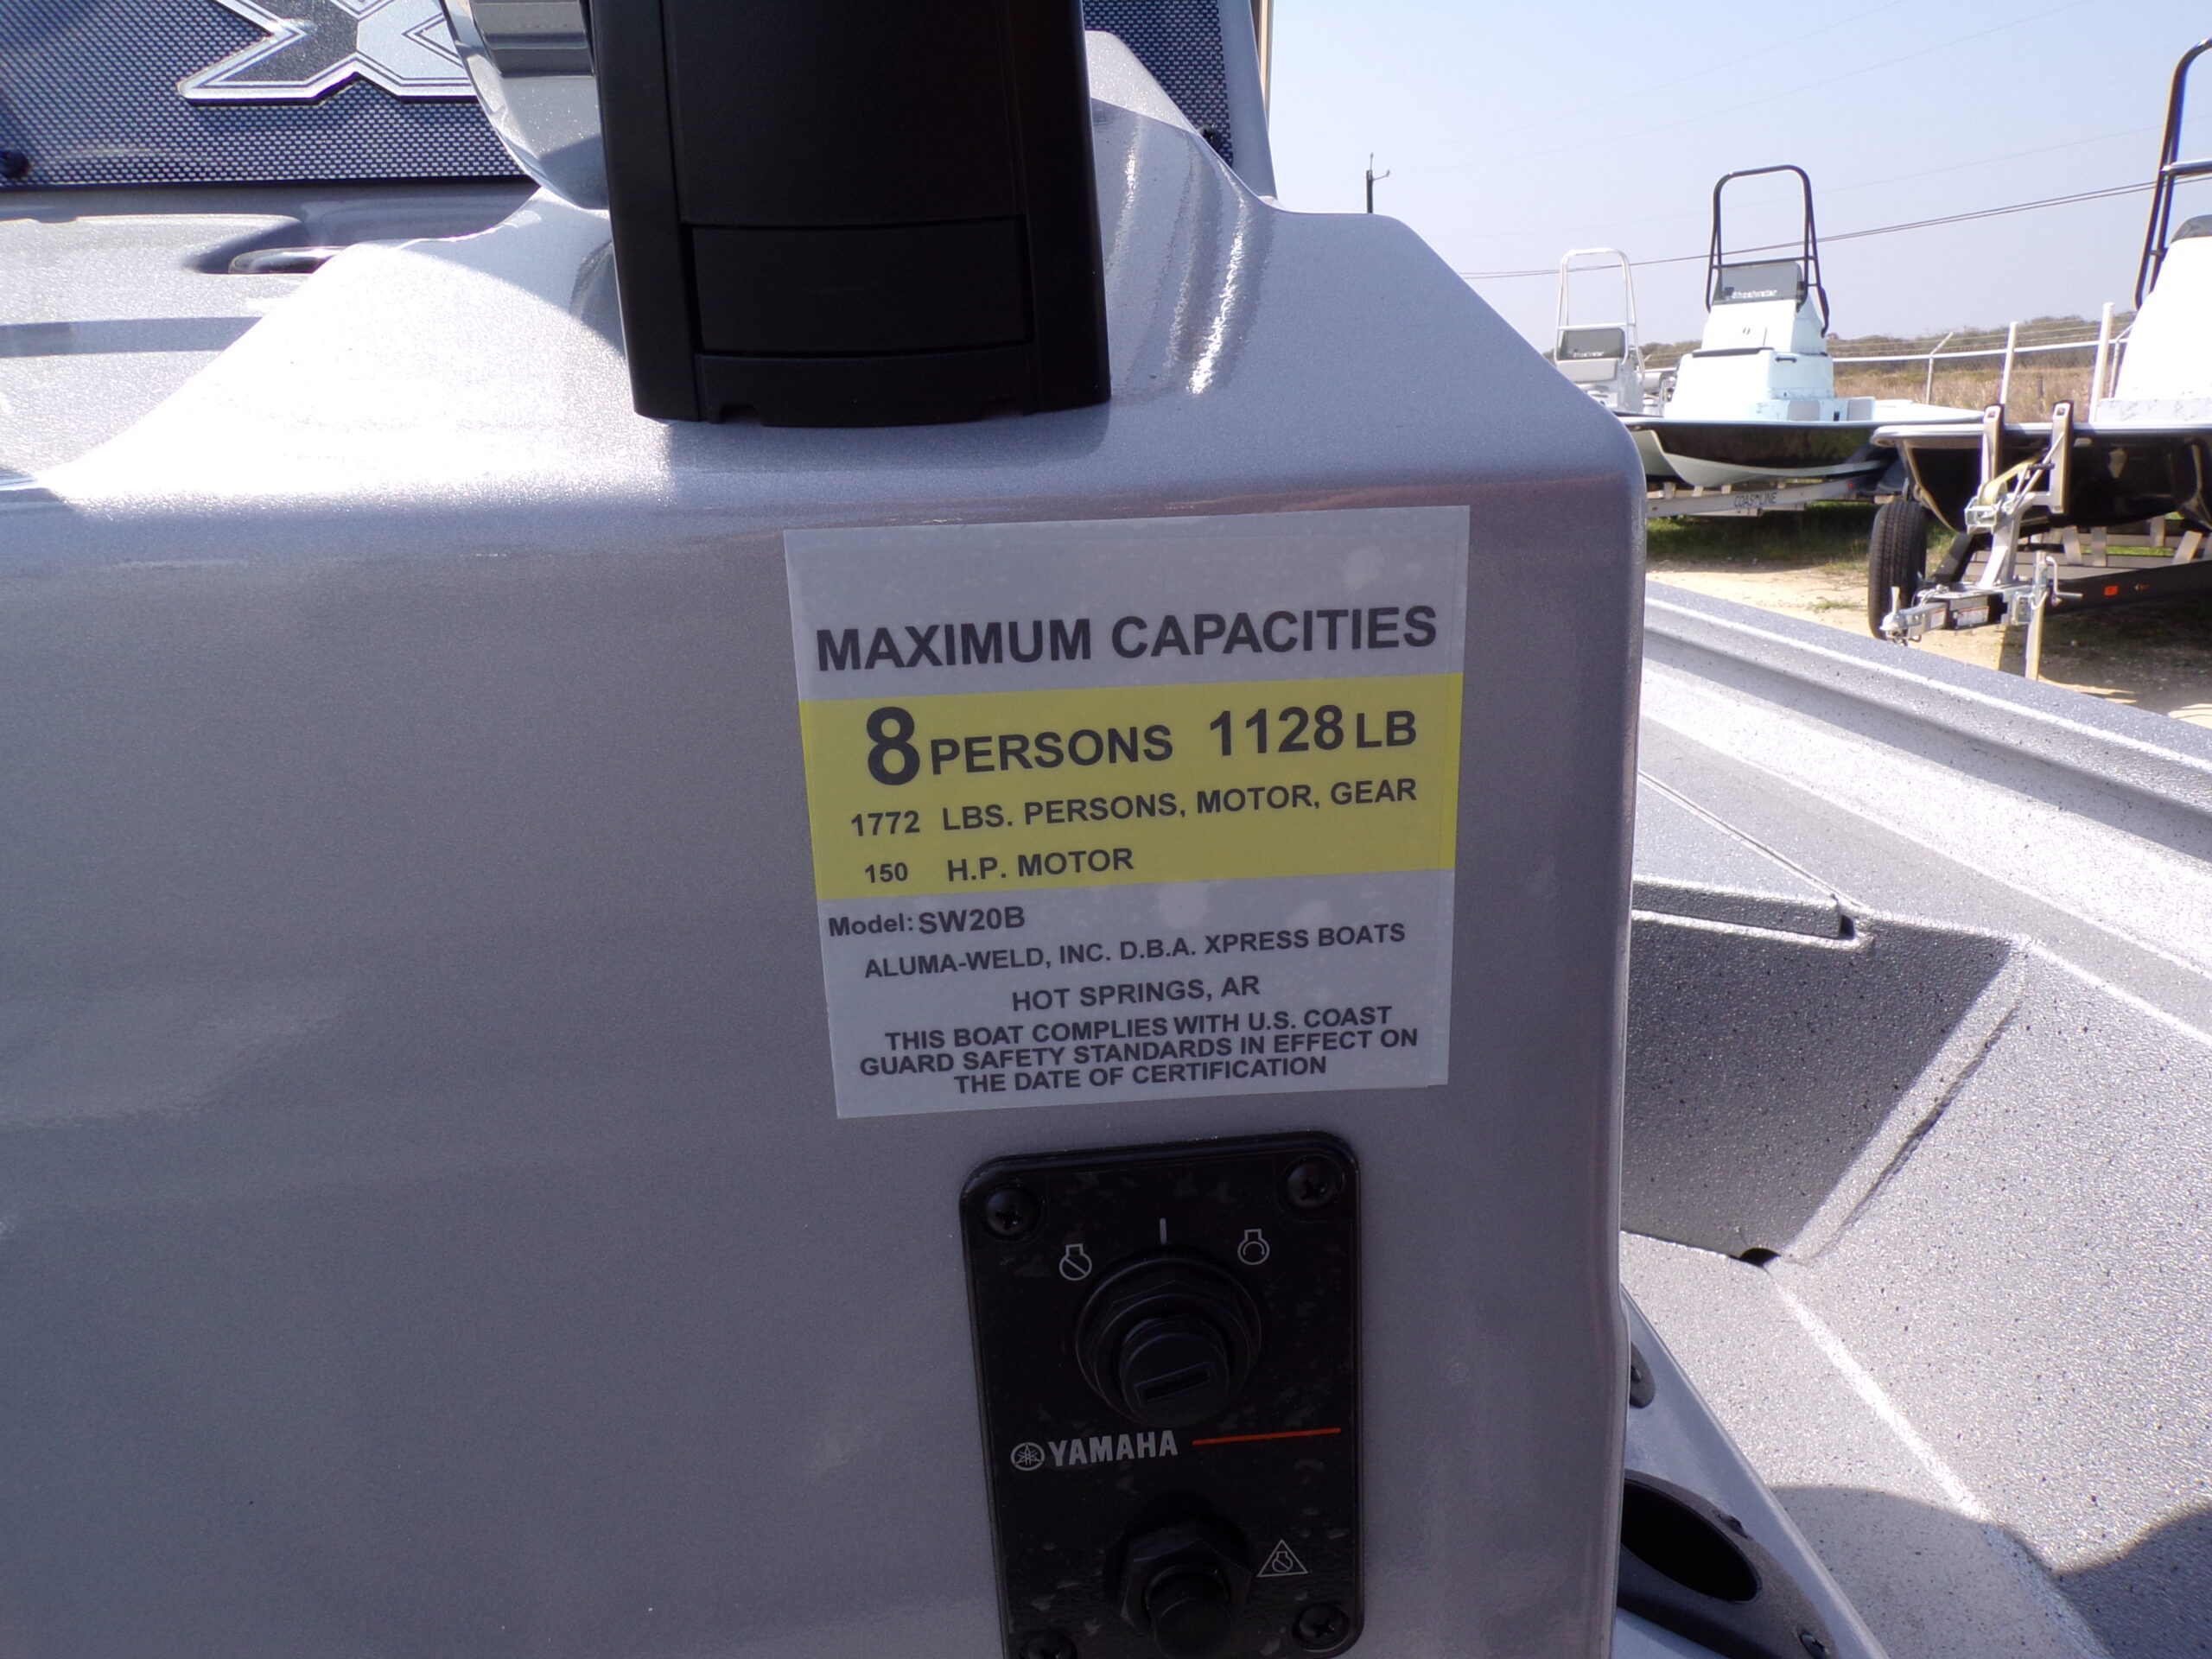 X
MAXIMUM CAPACITIES
8 PERSONS 1128 LB
1772 LBS. PERSONS, MOTOR, GEAR
150 H.P. MOTOR
Model: SW20B
ALUMA-WELD, INC. D.B.A. XPRESS BOATS
HOT SPRINGS, AR
THIS BOAT COMPLIES WITH U.S. COAST
GUARD SAFETY STANDARDS IN EFFECT ON
THE DATE OF CERTIFICATION
YAMAHA
COASTLINE